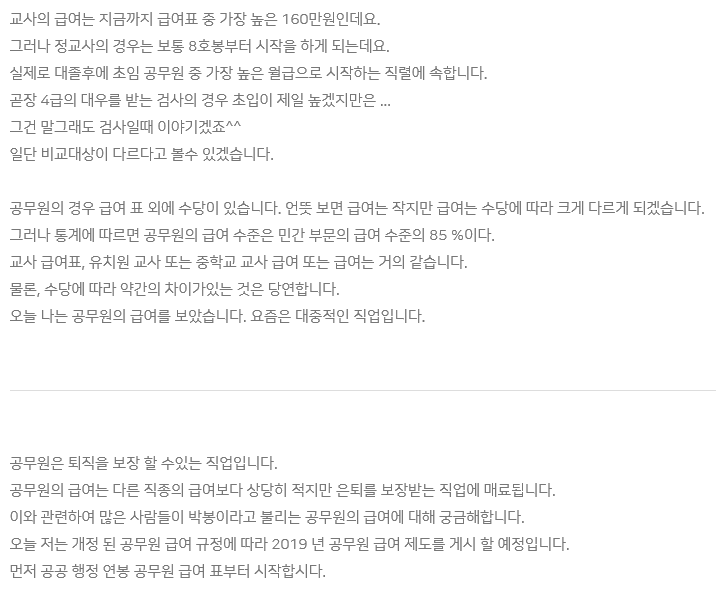 교사의 급여는 지금까지 급여표 중 가장 높은 160만원인데요.
그러나 정교사의 경우는 보통 8호봉부터 시작을 하게 되는데요.
실제로 대졸후에 초임 공무원 중 가장 높은 월급으로 시작하는 직렬에 속합니다.
곧장 4급의 대우를 받는 검사의 경우 초입이 제일 높겠지만은 ...
그건 말그래도 검사일때 이야기겠죠^^
일단 비교대상이 다르다고 볼수 있겠습니다.
공무원의 경우 급여 표 외에 수당이 있습니다. 언뜻 보면 급여는 작지만 급여는 수당에 따라 크게 다르게 되겠습니다.
그러나 통계에 따르면 공무원의 급여 수준은 민간 부문의 급여 수준의 85 %이다.
교사 급여표, 유치원 교사 또는 중학교 교사 급여 또는 급여는 거의 같습니다.
물론, 수당에 따라 약간의 차이가있는 것은 당연합니다.
오늘 나는 공무원의 급여를 보았습니다. 요즘은 대중적인 직업입니다.
공무원은 퇴직을 보장 할 수있는 직업입니다.
공무원의 급여는 다른 직종의 급여보다 상당히 적지만 은퇴를 보장받는 직업에 매료됩니다.
이와 관련하여 많은 사람들이 박봉이라고 불리는 공무원의 급여에 대해 궁금해합니다.
오늘 저는 개정 된 공무원 급여 규정에 따라 2019 년 공무원 급여 제도를 게시 할 예정입니다.
먼저 공공 행정 연봉 공무원 급여 표부터 시작합시다.